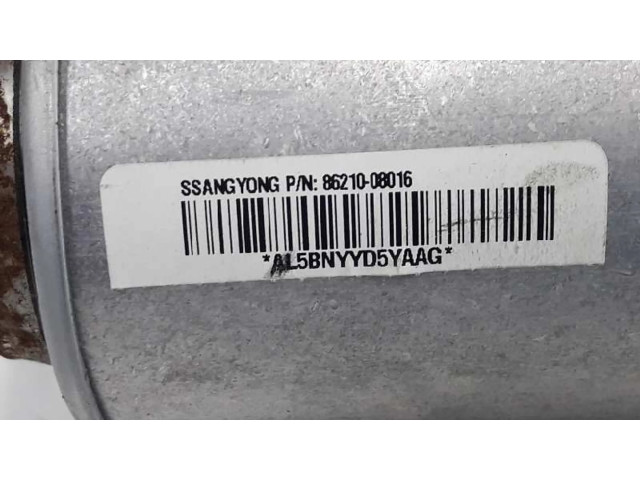 SSANGYONG P/N: 86210-08016
*AL5BNYYD5YAAG*